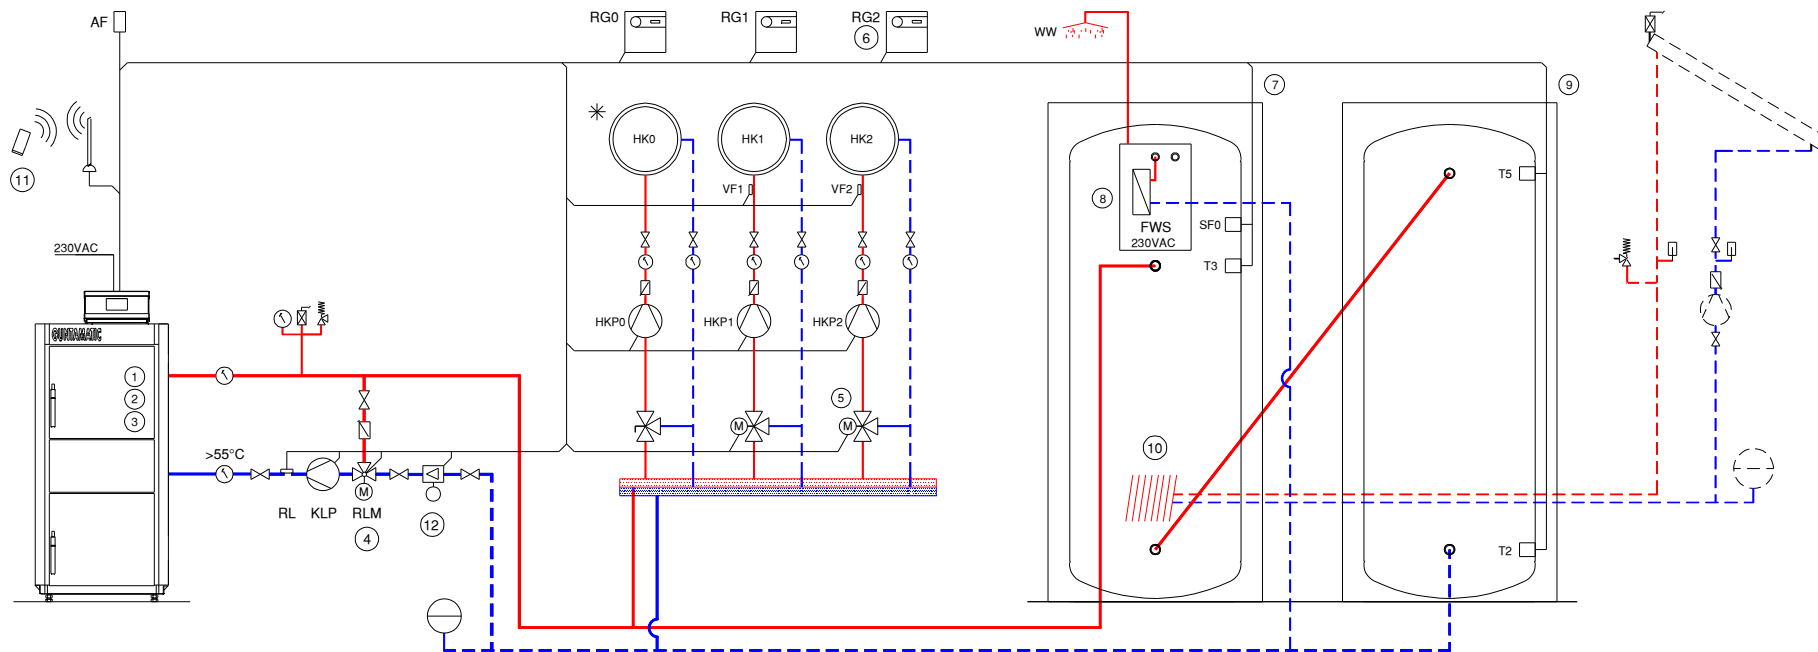 AF
RG0
RG1
RG2
6
WW
7
9
11
HK0
HK1
HK2
VF1
VF2
8
FWS
230VAC
SF0
T3
T5
230VAC
GUNTAMATIC
HKP0
HKP1
HKP2
1
2
3
5
M
M
>55°C
M
RL
KLP
RLM
4
12
10
T2